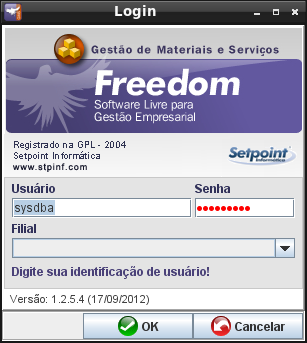 Login
Gestão de Materiais e Serviços
Freedom
Software Livre para
Gestão Empresarial
Registrado na GPL - 2004
Setpoint Informática
www.stpinf.com
Setpoint
Informática
Usuário
Senha
sysdba
Filial
Digite sua identificação de usuário!
Versão: 1.2.5.4 (17/09/2012)
OK
Cancelar